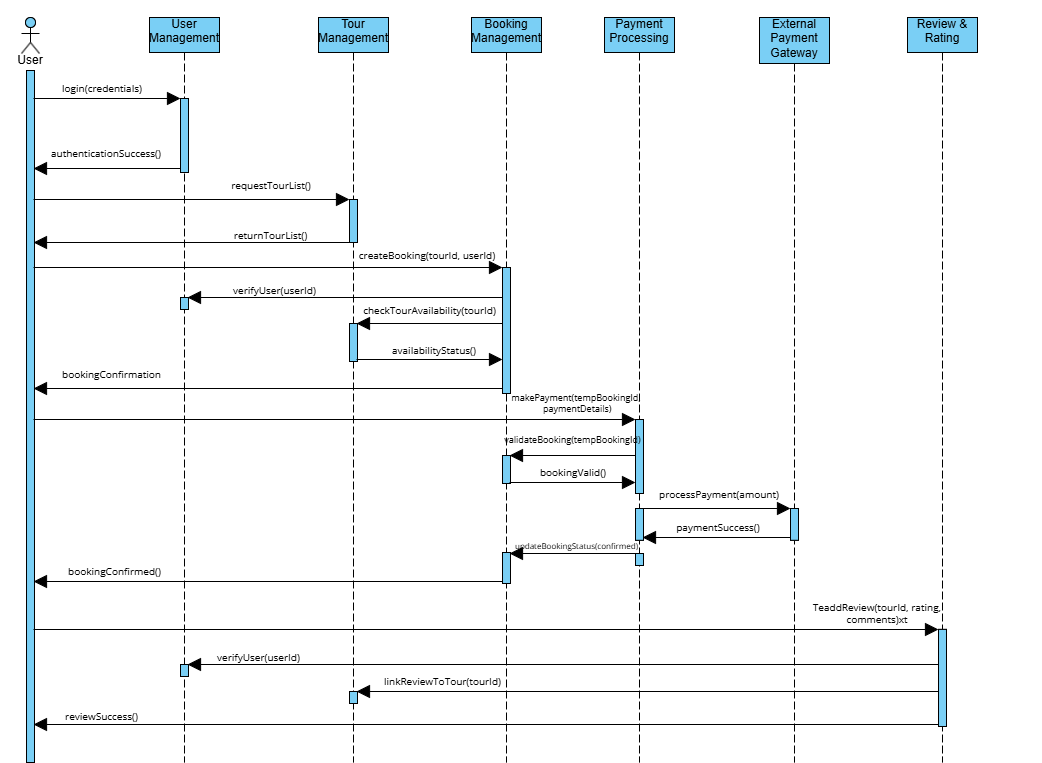 User
Management
Tour
Management
Booking
Management
Payment
Processing
External
Payment
Gateway
Review &
Rating
User
login(credentials)
authenticationSuccess()
requestTourList()
returnTourList()
createBooking(tourId, userId)
verifyUser(userId)
checkTourAvailability(tourId)
availabilityStatus()
bookingConfirmation
makePayment(tempBookingId,
paymentDetails)
validateBooking(tempBookingId)
bookingValid()
processPayment(amount)
paymentSuccess()
updateBookingStatus(confirmed)
bookingConfirmed()
TeaddReview(tourId, rating,
comments)xt
verifyUser(userId)
linkReviewToTour(tourId)
reviewSuccess()